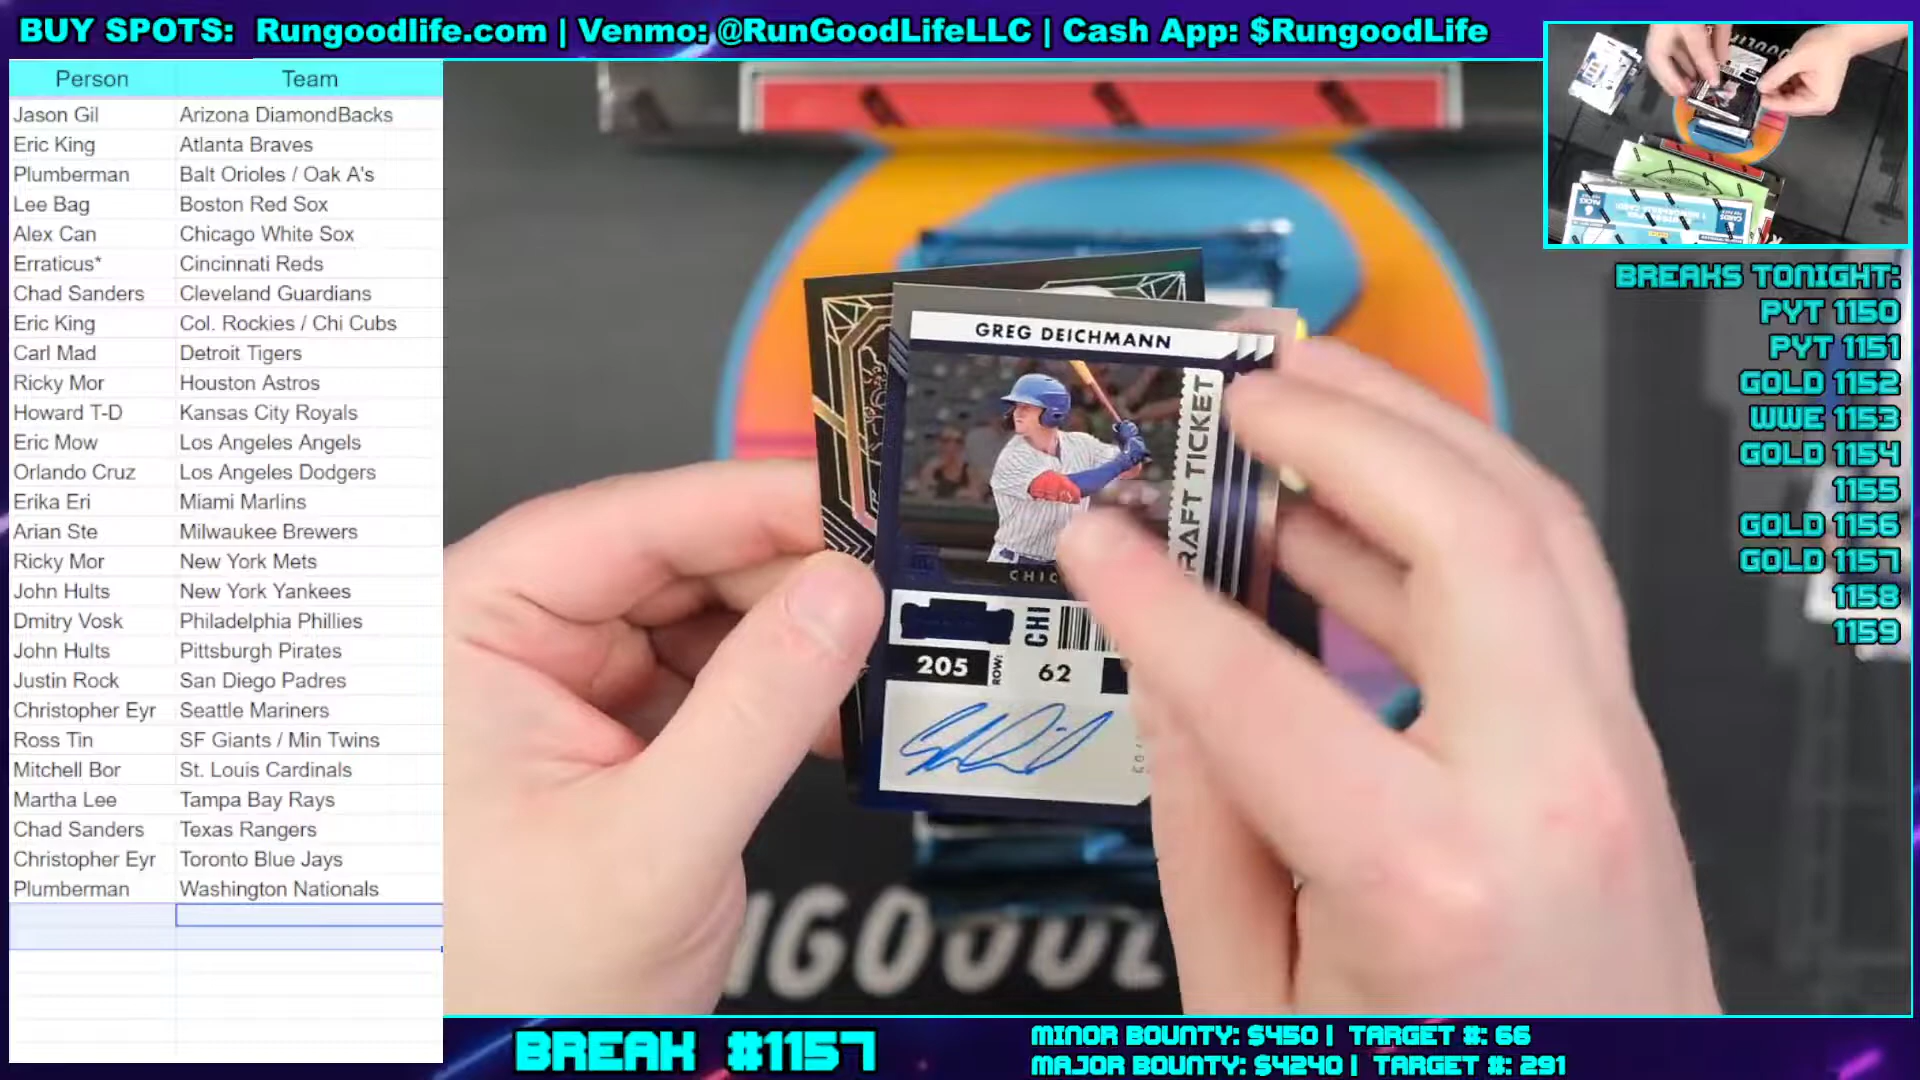 BUY SPOTS: Rungoodlife.com | Venmo: @RunGoodLifeLLC | Cash App: $RungoodLife
Person Team
Jason Gil Arizona DiamondBacks
Eric King Atlanta Braves
Plumberman Balt Orioles / Oak A's
Lee Bag Boston Red Sox
Alex Can Chicago White Sox
Erraticus* Cincinnati Reds
Chad Sanders Cleveland Guardians
Eric King Col. Rockies / Chi Cubs
Carl Mad Detroit Tigers
Ricky Mor Houston Astros
Howard T-D Kansas City Royals
Eric Mow Los Angeles Angels
Orlando Cruz Los Angeles Dodgers
Erika Eri Miami Marlins
Arian Ste Milwaukee Brewers
Ricky Mor New York Mets
John Hults New York Yankees
Dmitry Vosk Philadelphia Phillies
John Hults Pittsburgh Pirates
Justin Rock San Diego Padres
Christopher Eyr Seattle Mariners
Ross Tin SF Giants / Min Twins
Mitchell Bor St. Louis Cardinals
Martha Lee Tampa Bay Rays
Chad Sanders Texas Rangers
Christopher Eyr Toronto Blue Jays
Plumberman Washington Nationals
GREG DEICHMANN
RAFT TICKET
CHIC
CHI
205 ROW: 62
NGOODL
BREAKS TONIGHT:
PYT 1150
PYT 1151
GOLD 1152
WWE 1153
GOLD 1154
1155
GOLD 1156
GOLD 1157
1158
1159
BREAK #1157
MINOR BOUNTY: $450 | TARGET #: 66
MAJOR BOUNTY: $4240 | TARGET #: 291